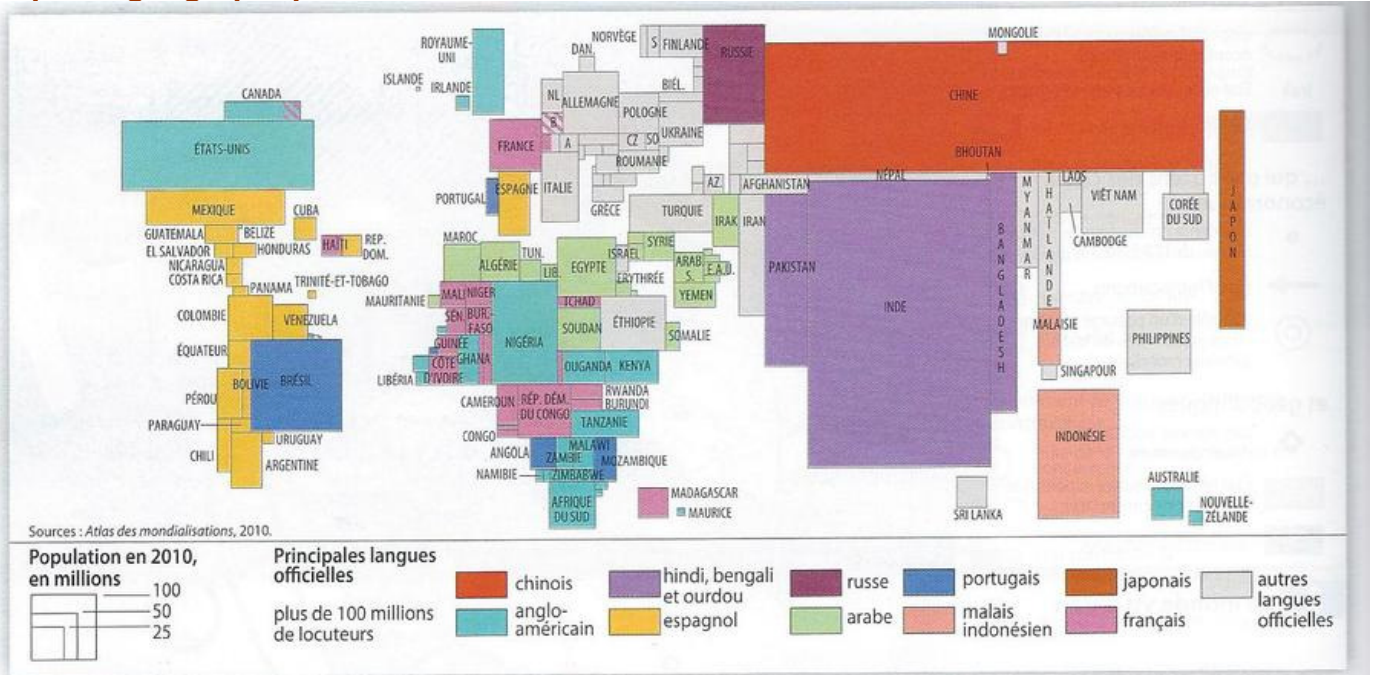 NORVÈGE
S
FINLANDE
RUSSIE
MONGOLIE
ROYAUME-
UNI
DAN.
ISLANDE
IRLANDE
BIÉL.
NL
ALLEMAGNE
POLOGNE
CHINE
CANADA
B
A
CZ
SO
UKRAINE
ÉTATS-UNIS
FRANCE
ROUMANIE
BHOUTAN
PORTUGAL
ESPAGNE
ITALIE
GRÈCE
AZ.
AFGHANISTAN
NÉPAL
MYANMAR
THAILANDE
LAOS
VIÊT NAM
CORÉE
DU SUD
JAPON
MEXIQUE
CUBA
TURQUIE
IRAK
IRAN
CAMBODGE
GUATEMALA
BELIZE
EL SALVADOR
HONDURAS
HAÏTI
RÉP.
DOM.
MAROC
ALGÉRIE
TUN.
LIB.
EGYPTE
ISRAEL
SYRIE
ARAB.
S.
E.A.U.
PAKISTAN
INDE
BANGLADESH
NICARAGUA
COSTA RICA
PANAMA
TRINITÉ-ET-TOBAGO
MAURITANIE
MALI
NIGER
TCHAD
ERYTHRÉE
YEMEN
COLOMBIE
VENEZUELA
SÉN.
BUR.-
FASO
NIGÉRIA
SOUDAN
ÉTHIOPIE
SOMALIE
MALAISIE
PHILIPPINES
ÉQUATEUR
GUINÉE
CÔTE
D'IVOIRE
GHANA
LIBÉRIA
OUGANDA
KENYA
SINGAPOUR
PÉROU
BOLIVIE
BRÉSIL
CAMEROUN
RÉP. DÉM.
DU CONGO
RWANDA
BURUNDI
PARAGUAY
URUGUAY
CONGO
TANZANIE
INDONÉSIE
CHILI
ARGENTINE
ANGOLA
ZAMBIE
MALAWI
MOZAMBIQUE
NAMIBIE
ZIMBABWE
AFRIQUE
DU SUD
MADAGASCAR
MAURICE
SRI LANKA
AUSTRALIE
NOUVELLE-
ZÉLANDE
Sources : Atlas des mondialisations, 2010.
Population en 2010,
en millions
100
50
25
Principales langues
officielles
plus de 100 millions
de locuteurs
chinois
anglo-
américain
hindi, bengali
et ourdou
espagnol
russe
arabe
portugais
malais
indonésien
japonais
français
autres
langues
officielles